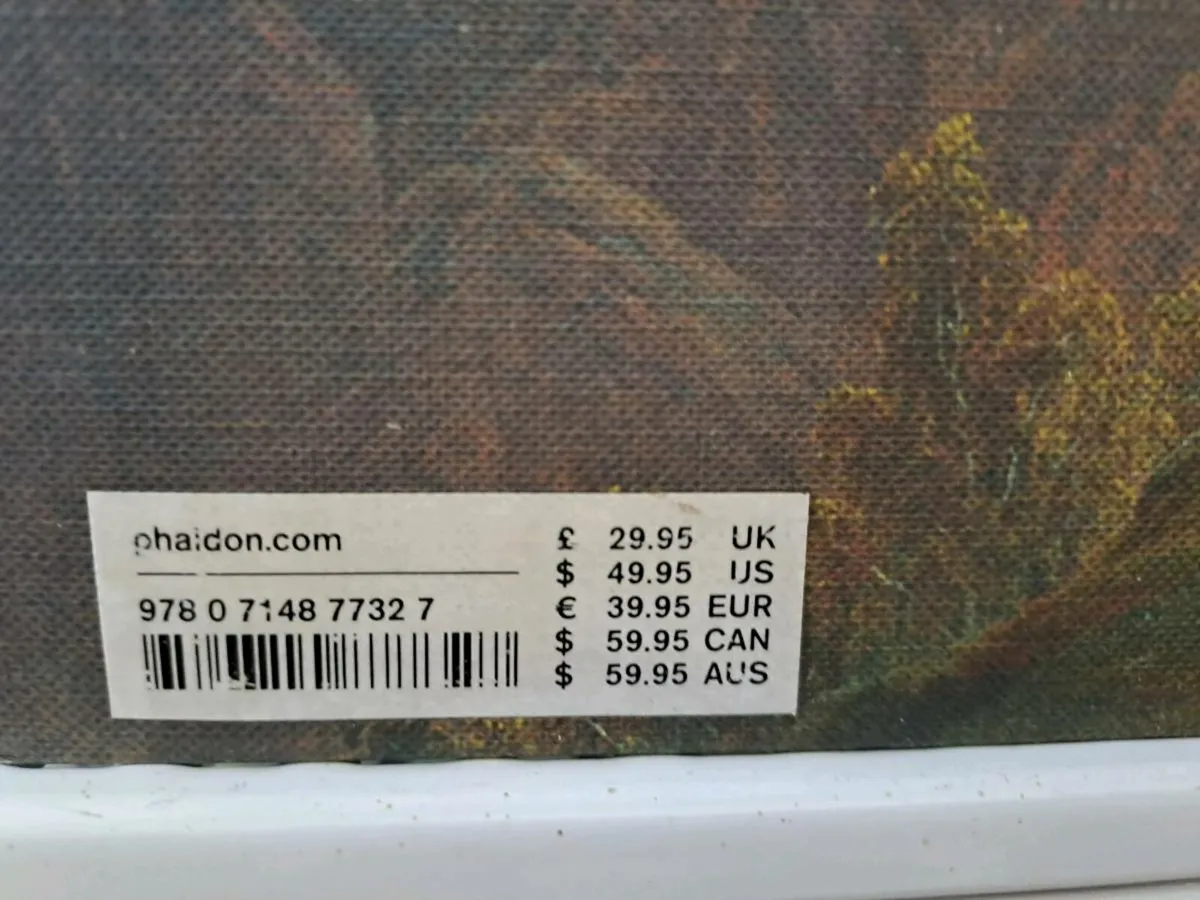 phaidon.com
978 0 7148 7732 7
£ 29.95 UK
$ 49.95 US
€ 39.95 EUR
$ 59.95 CAN
$ 59.95 AUS